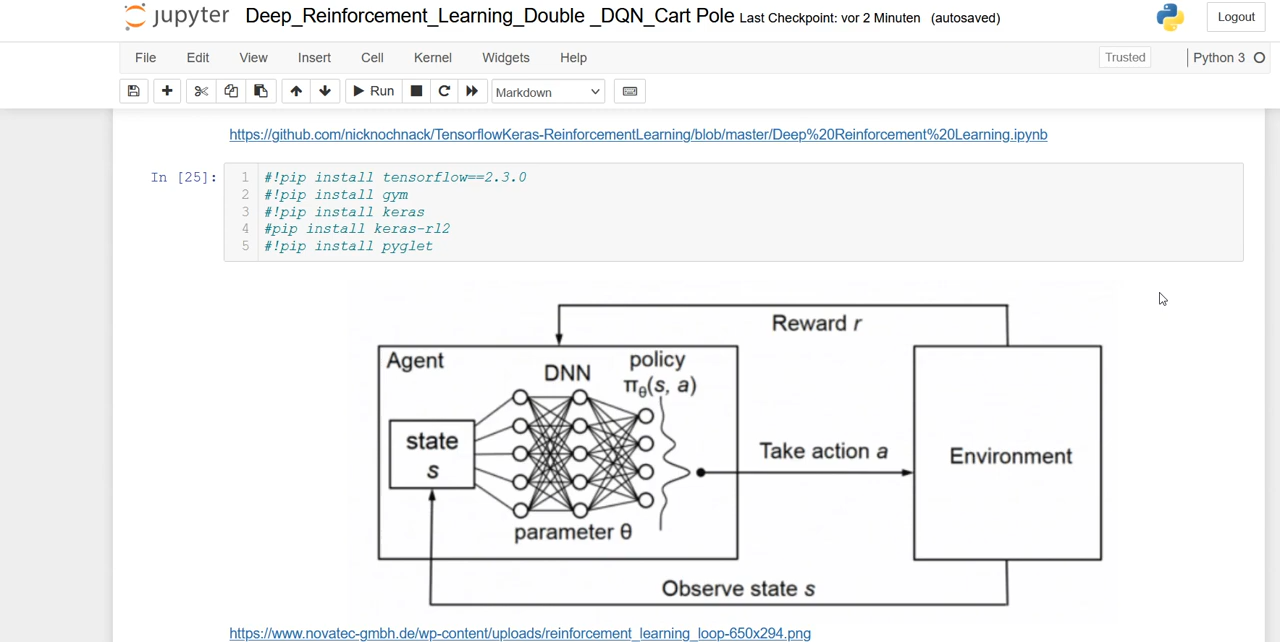 jupyter Deep_Reinforcement_Learning_Double _DQN_Cart Pole Last Checkpoint: vor 2 Minuten (autosaved) Logout
File Edit View Insert Cell Kernel Widgets Help Trusted Python 3
Run Markdown
https://github.com/nicknochnack/TensorflowKeras-ReinforcementLearning/blob/master/Deep%20Reinforcement%20Learning.ipynb
In [25]:
1 #!pip install tensorflow==2.3.0
2 #!pip install gym
3 #!pip install keras
4 #pip install keras-rl2
5 #!pip install pyglet
Reward r
Agent
DNN
policy
πθ(s, a)
state
s
Take action a
Environment
parameter θ
Observe state s
https://www.novatec-gmbh.de/wp-content/uploads/reinforcement_learning_loop-650x294.png